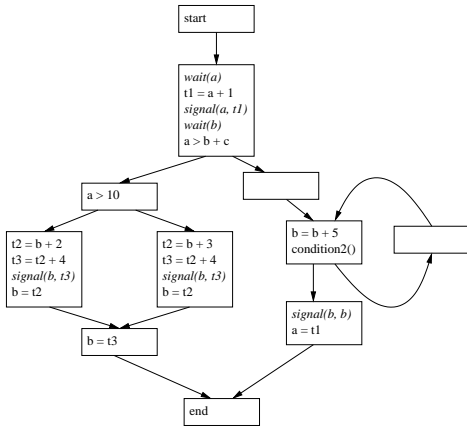 start
wait(a)
t1 = a + 1
signal(a, t1)
wait(b)
a > b + c
a > 10
t2 = b + 2
t3 = t2 + 4
signal(b, t3)
b = t2
t2 = b + 3
t3 = t2 + 4
signal(b, t3)
b = t2
b = b + 5
condition2()
signal(b, b)
a = t1
b = t3
end